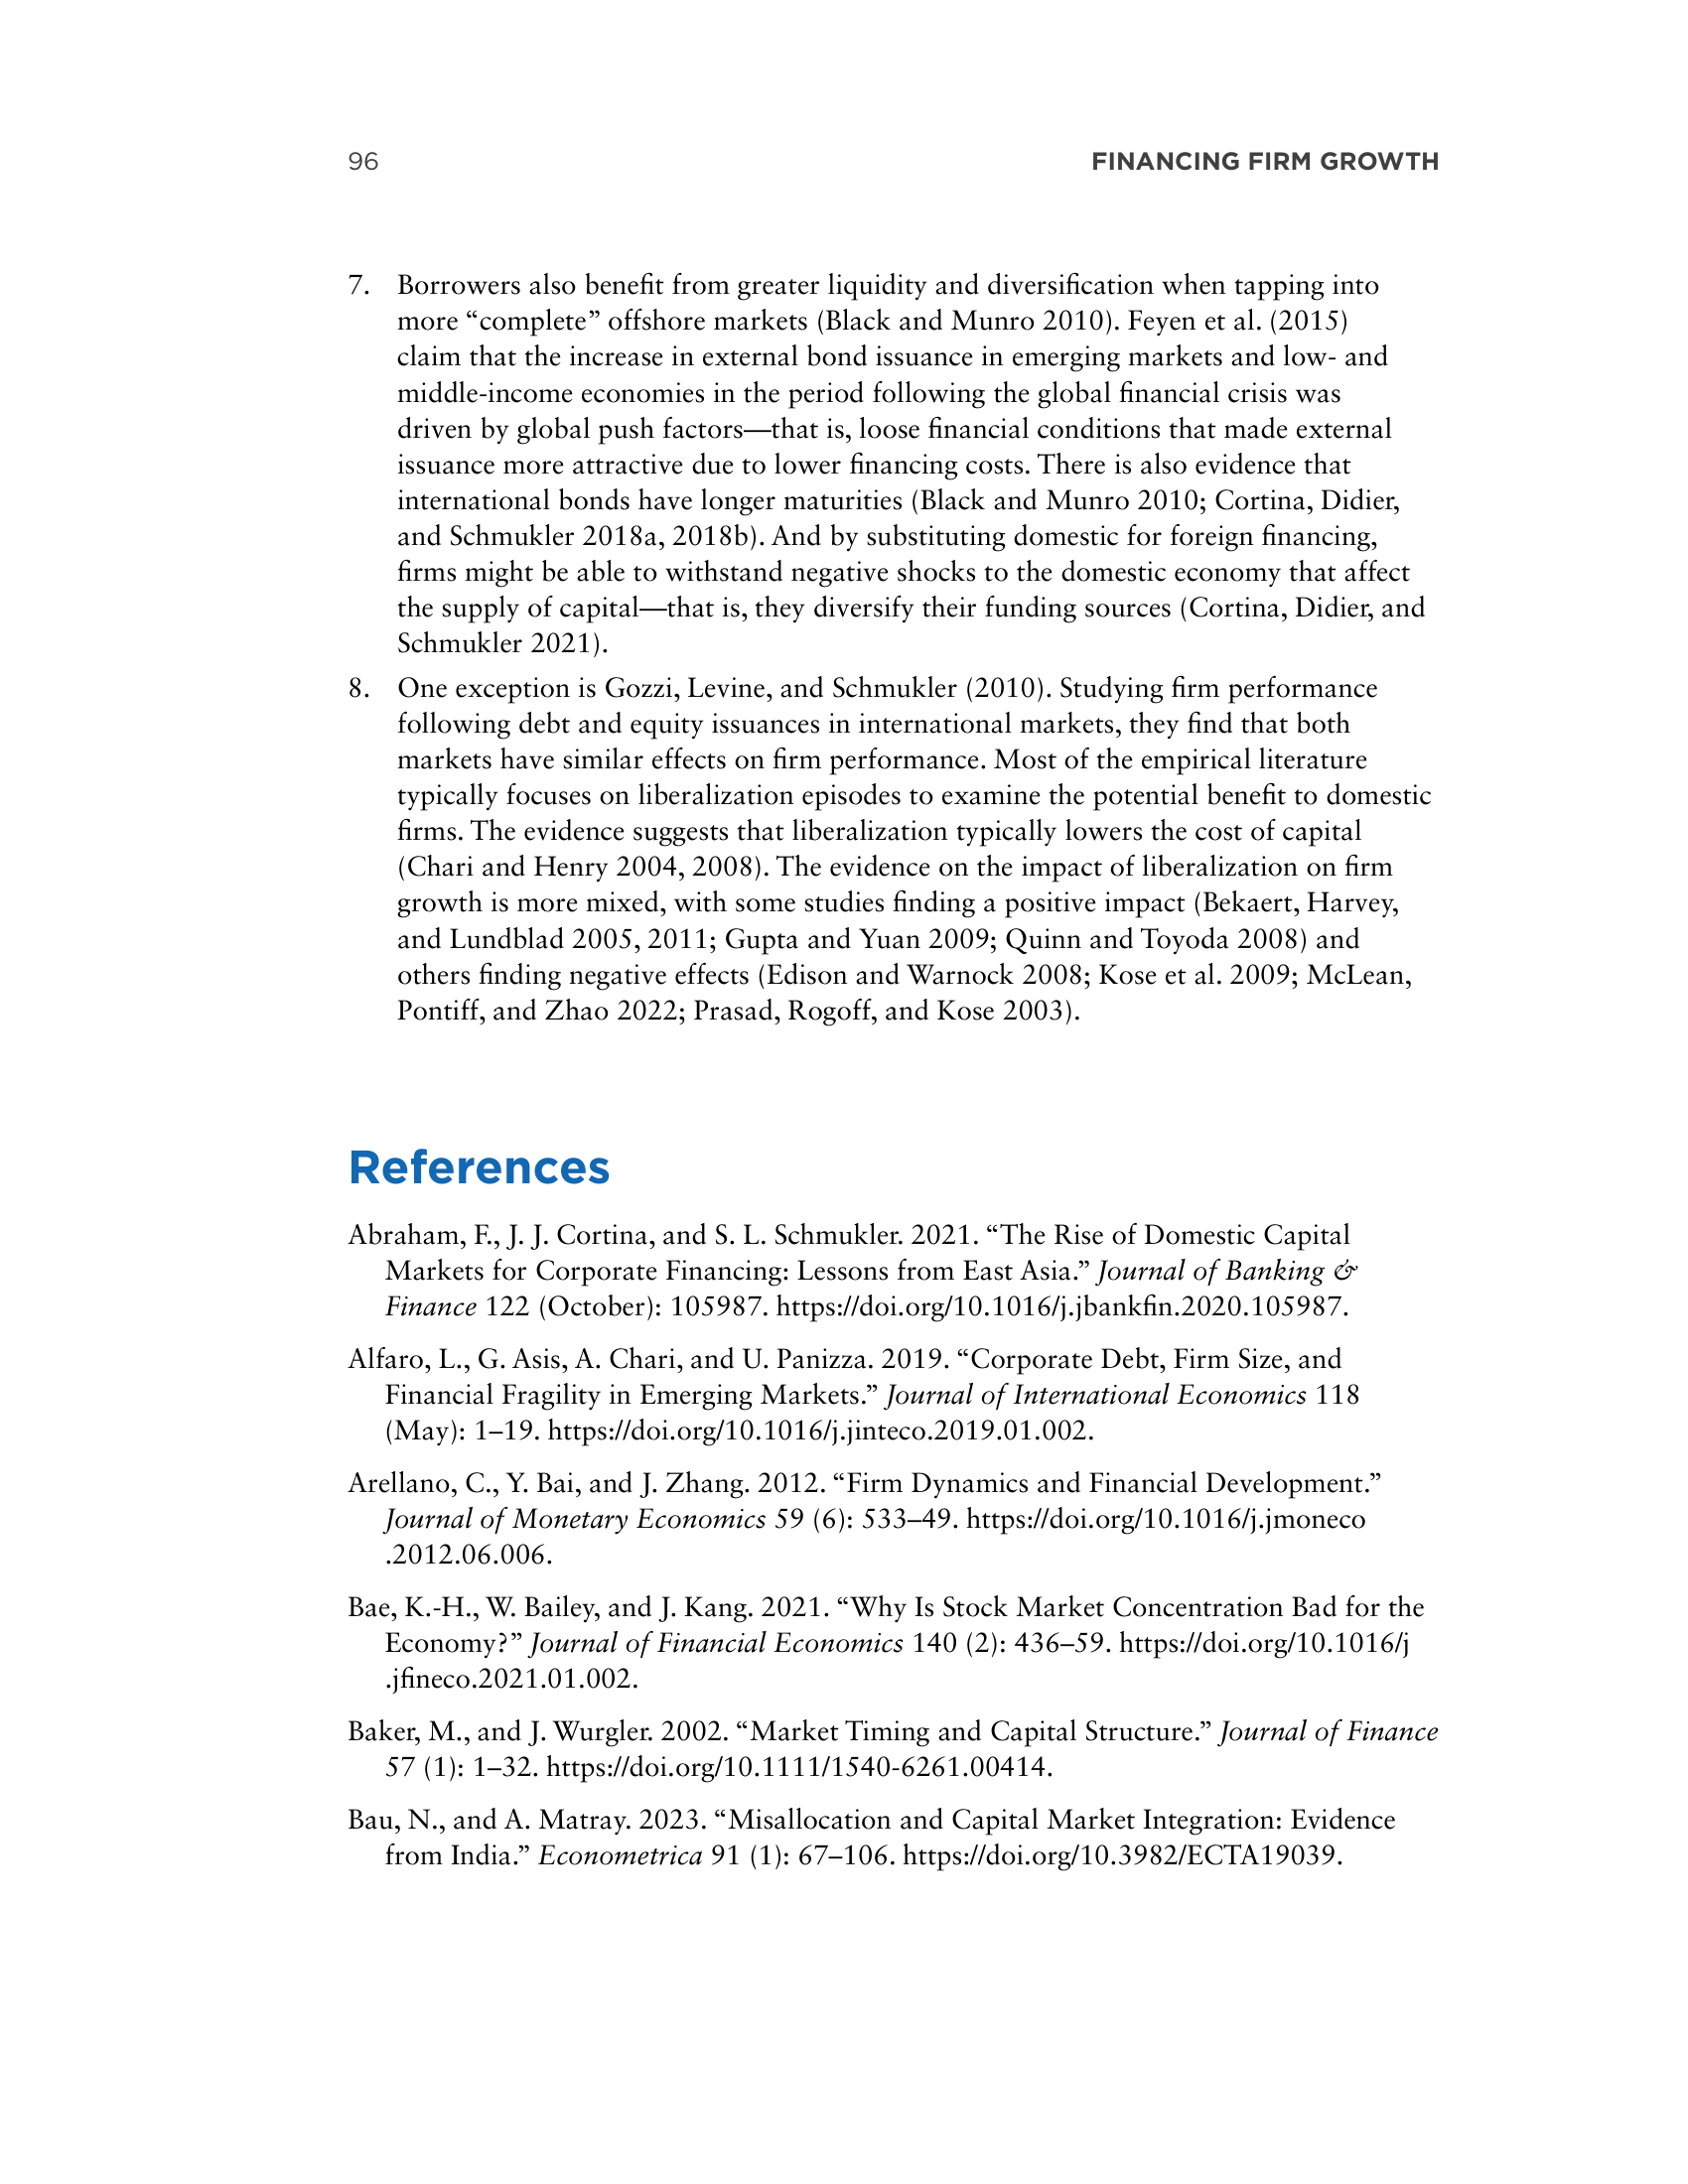 96
FINANCING FIRM GROWTH
7. Borrowers also benefit from greater liquidity and diversification when tapping into
more “complete” offshore markets (Black and Munro 2010). Feyen et al. (2015)
claim that the increase in external bond issuance in emerging markets and low- and
middle-income economies in the period following the global financial crisis was
driven by global push factors—that is, loose financial conditions that made external
issuance more attractive due to lower financing costs. There is also evidence that
international bonds have longer maturities (Black and Munro 2010; Cortina, Didier,
and Schmukler 2018a, 2018b). And by substituting domestic for foreign financing,
firms might be able to withstand negative shocks to the domestic economy that affect
the supply of capital—that is, they diversify their funding sources (Cortina, Didier, and
Schmukler 2021).
8. One exception is Gozzi, Levine, and Schmukler (2010). Studying firm performance
following debt and equity issuances in international markets, they find that both
markets have similar effects on firm performance. Most of the empirical literature
typically focuses on liberalization episodes to examine the potential benefit to domestic
firms. The evidence suggests that liberalization typically lowers the cost of capital
(Chari and Henry 2004, 2008). The evidence on the impact of liberalization on firm
growth is more mixed, with some studies finding a positive impact (Bekaert, Harvey,
and Lundblad 2005, 2011; Gupta and Yuan 2009; Quinn and Toyoda 2008) and
others finding negative effects (Edison and Warnock 2008; Kose et al. 2009; McLean,
Pontiff, and Zhao 2022; Prasad, Rogoff, and Kose 2003).
References
Abraham, F., J. J. Cortina, and S. L. Schmukler. 2021. “The Rise of Domestic Capital
Markets for Corporate Financing: Lessons from East Asia.” Journal of Banking &
Finance 122 (October): 105987. https://doi.org/10.1016/j.jbankfin.2020.105987.
Alfaro, L., G. Asis, A. Chari, and U. Panizza. 2019. “Corporate Debt, Firm Size, and
Financial Fragility in Emerging Markets.” Journal of International Economics 118
(May): 1–19. https://doi.org/10.1016/j.jinteco.2019.01.002.
Arellano, C., Y. Bai, and J. Zhang. 2012. “Firm Dynamics and Financial Development.”
Journal of Monetary Economics 59 (6): 533–49. https://doi.org/10.1016/j.jmoneco
.2012.06.006.
Bae, K.-H., W. Bailey, and J. Kang. 2021. “Why Is Stock Market Concentration Bad for the
Economy?” Journal of Financial Economics 140 (2): 436–59. https://doi.org/10.1016/j
.jfineco.2021.01.002.
Baker, M., and J. Wurgler. 2002. “Market Timing and Capital Structure.” Journal of Finance
57 (1): 1–32. https://doi.org/10.1111/1540-6261.00414.
Bau, N., and A. Matray. 2023. “Misallocation and Capital Market Integration: Evidence
from India.” Econometrica 91 (1): 67–106. https://doi.org/10.3982/ECTA19039.